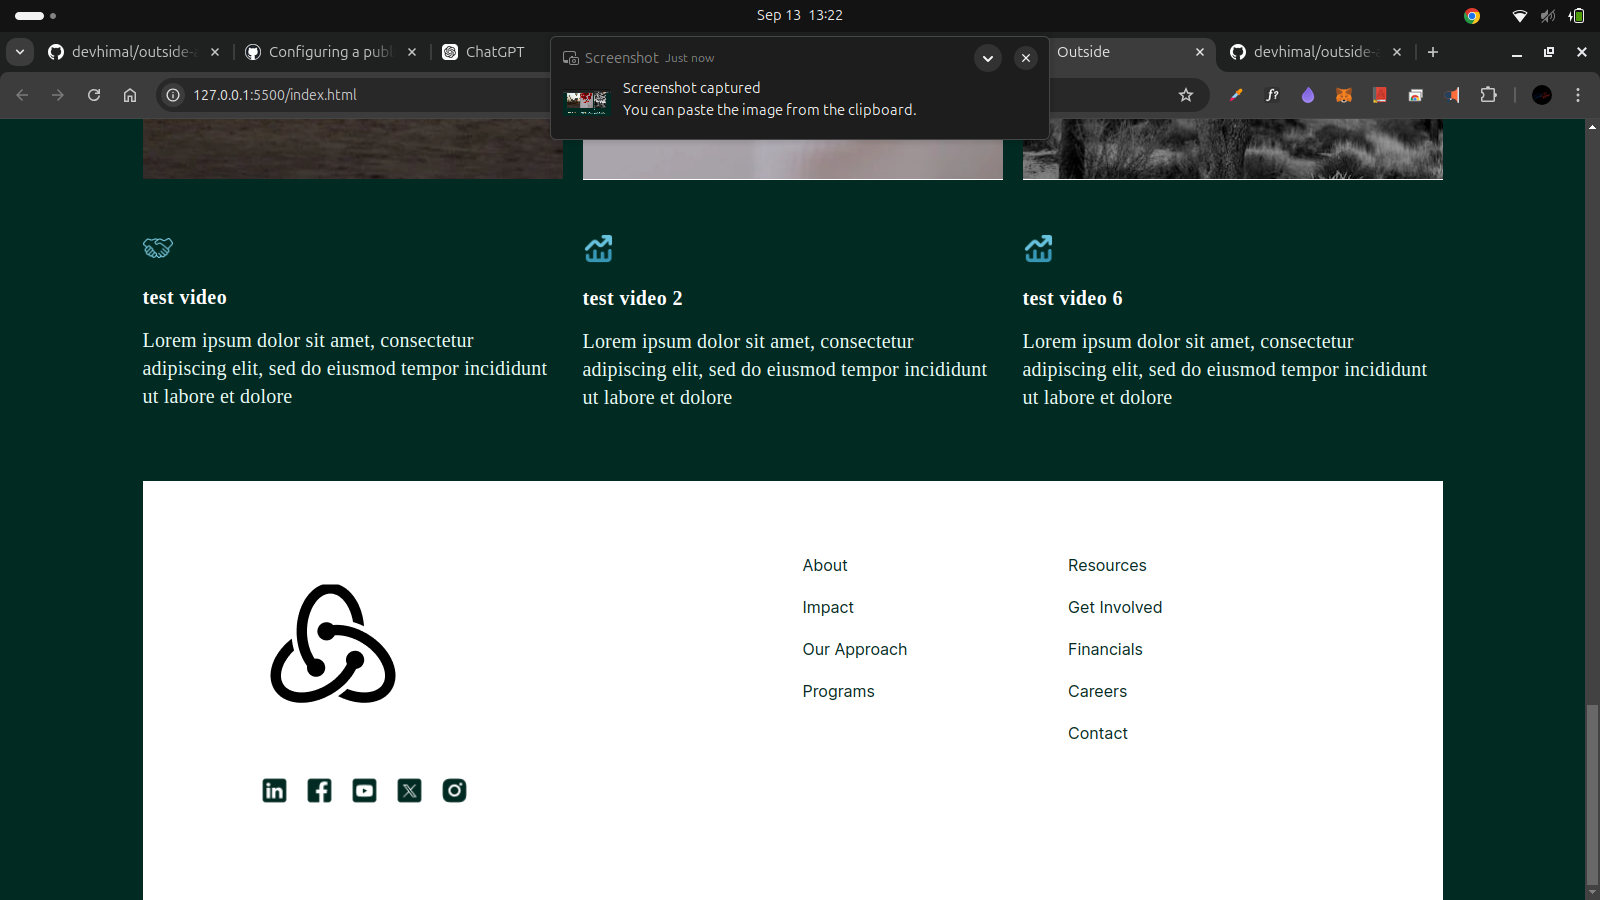 Sep 13 13:22
devhimal/outside-a
Configuring a publ
ChatGPT
Outside
devhimal/outside-a
127.0.0.1:5500/index.html
Screenshot Just now
Screenshot captured
You can paste the image from the clipboard.
test video
Lorem ipsum dolor sit amet, consectetur
adipiscing elit, sed do eiusmod tempor incididunt
ut labore et dolore
test video 2
Lorem ipsum dolor sit amet, consectetur
adipiscing elit, sed do eiusmod tempor incididunt
ut labore et dolore
test video 6
Lorem ipsum dolor sit amet, consectetur
adipiscing elit, sed do eiusmod tempor incididunt
ut labore et dolore
About
Impact
Our Approach
Programs
Resources
Get Involved
Financials
Careers
Contact